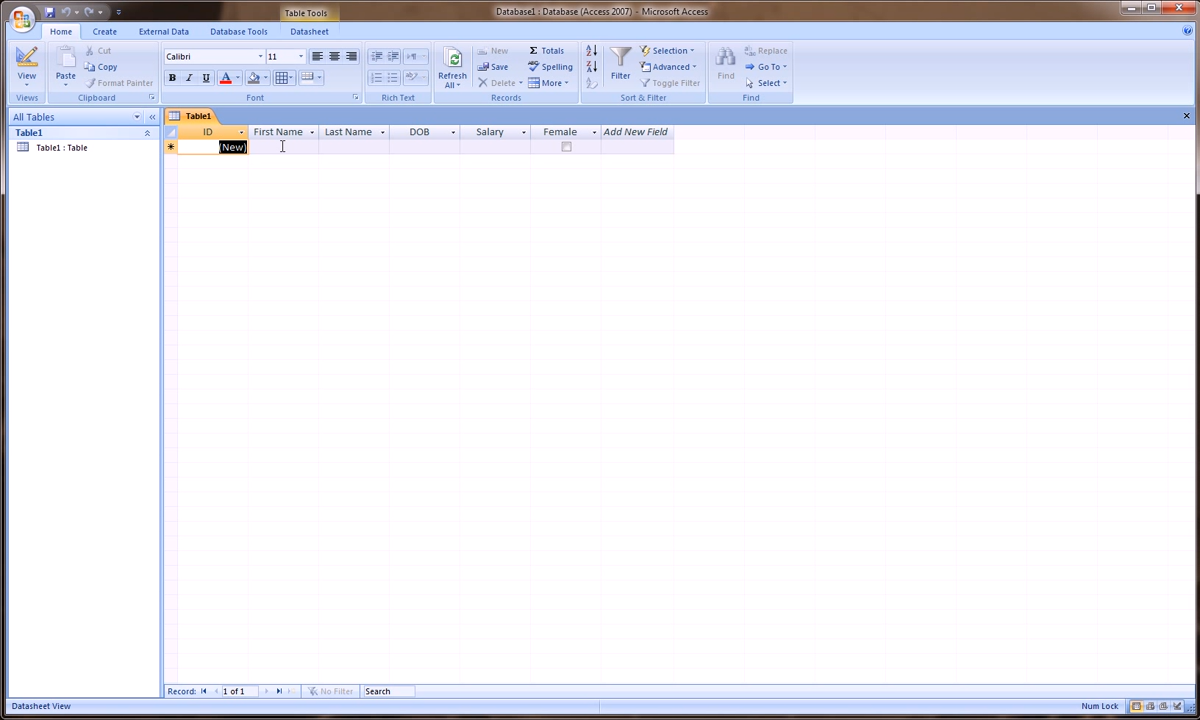 Table Tools
Database1 : Database (Access 2007) – Microsoft Access
Home Create External Data Database Tools Datasheet
View
Views
Paste
Cut
Copy
Format Painter
Clipboard
Calibri 11
B I U A
Font
Rich Text
Refresh
All
New
Save
Delete
Totals
Spelling
More
Records
Filter
Selection
Advanced
Toggle Filter
Sort & Filter
Find
Replace
Go To
Select
Find
All Tables
Table1
Table1 : Table
Table1
ID First Name Last Name DOB Salary Female Add New Field
(New)
Record: 1 of 1 No Filter Search
Datasheet View Num Lock